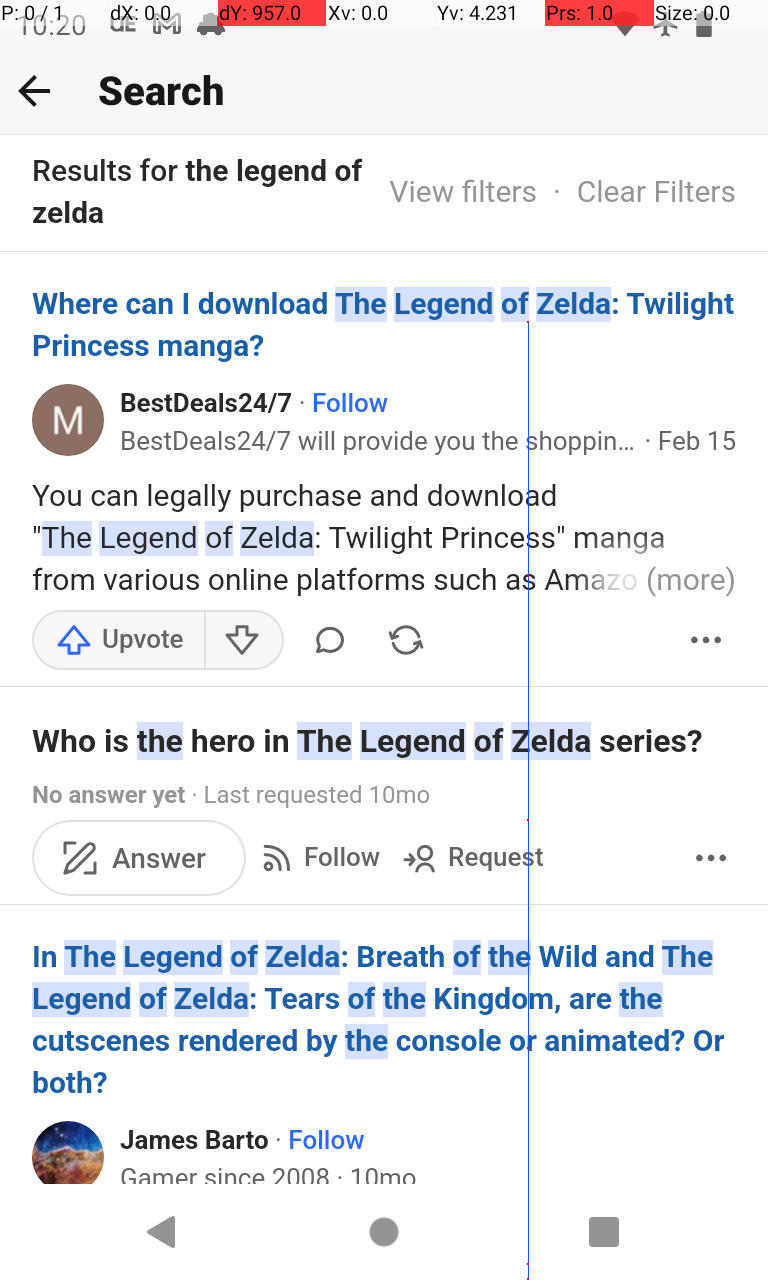 P: 0 / 1 dX: 0.0 dY: 957.0 Xv: 0.0 Yv: 4.231 Prs: 1.0 Size: 0.0
10:20
Search
Results for the legend of
zelda
View filters · Clear Filters
Where can I download The Legend of Zelda: Twilight
Princess manga?
M
BestDeals24/7 · Follow
BestDeals24/7 will provide you the shoppin... · Feb 15
You can legally purchase and download
"The Legend of Zelda: Twilight Princess" manga
from various online platforms such as Amazo (more)
Upvote
Who is the hero in The Legend of Zelda series?
No answer yet · Last requested 10mo
Answer Follow Request
In The Legend of Zelda: Breath of the Wild and The
Legend of Zelda: Tears of the Kingdom, are the
cutscenes rendered by the console or animated? Or
both?
James Barto · Follow
Gamer since 2008 · 10mo